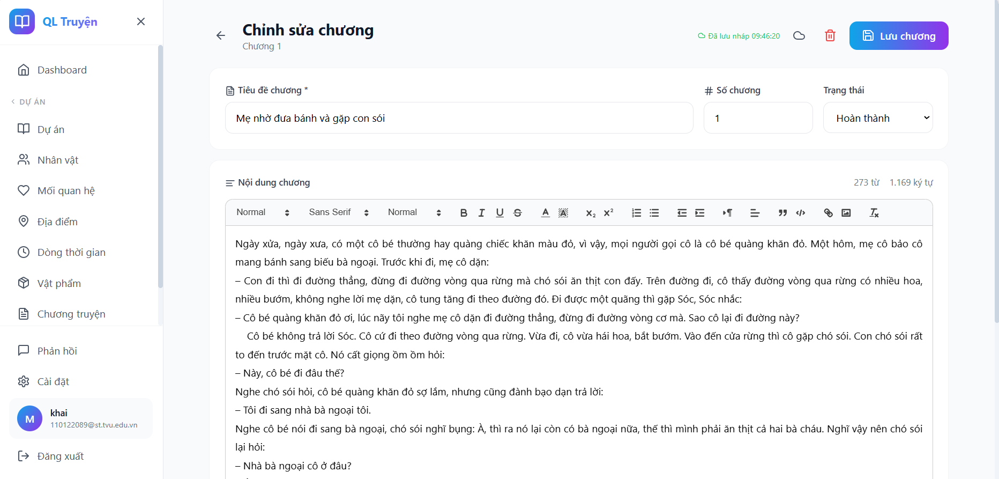 QL Truyện
Dashboard
DỰ ÁN
Dự án
Nhân vật
Mối quan hệ
Địa điểm
Dòng thời gian
Vật phẩm
Chương truyện
Phản hồi
Cài đặt
M
khai
110122089@st.tvu.edu.vn
Đăng xuất
Chỉnh sửa chương
Chương 1
Đã lưu nháp 09:46:20
Lưu chương
Tiêu đề chương *
Số chương
Trạng thái
Mẹ nhờ đưa bánh và gặp con sói
1
Hoàn thành
Nội dung chương
273 từ 1.169 ký tự
Normal Sans Serif Normal
Ngày xửa, ngày xưa, có một cô bé thường hay quàng chiếc khăn màu đỏ, vì vậy, mọi người gọi cô là cô bé quàng khăn đỏ. Một hôm, mẹ cô bảo cô
mang bánh sang biếu bà ngoại. Trước khi đi, mẹ cô dặn:
– Con đi thì đi đường thẳng, đừng đi đường vòng qua rừng mà chó sói ăn thịt con đấy. Trên đường đi, cô thấy đường vòng qua rừng có nhiều hoa,
nhiều bướm, không nghe lời mẹ dặn, cô tung tăng đi theo đường đó. Đi được một quãng thì gặp Sóc, Sóc nhắc:
– Cô bé quàng khăn đỏ ơi, lúc nãy tôi nghe mẹ cô dặn đi đường thẳng, đừng đi đường vòng cơ mà. Sao cô lại đi đường này?
Cô bé không trả lời Sóc. Cô cứ đi theo đường vòng qua rừng. Vừa đi, cô vừa hái hoa, bắt bướm. Vào đến cửa rừng thì cô gặp chó sói. Con chó sói rất
to đến trước mặt cô. Nó cất giọng ồm ồm hỏi:
– Này, cô bé đi đâu thế?
Nghe chó sói hỏi, cô bé quàng khăn đỏ sợ lắm, nhưng cũng đành bạo dạn trả lời:
– Tôi đi sang nhà bà ngoại tôi.
Nghe cô bé nói đi sang bà ngoại, chó sói nghĩ bụng: À, thì ra nó lại còn có bà ngoại nữa, thế thì mình phải ăn thịt cả hai bà cháu. Nghĩ vậy nên chó sói
lại hỏi:
– Nhà bà ngoại cô ở đâu?